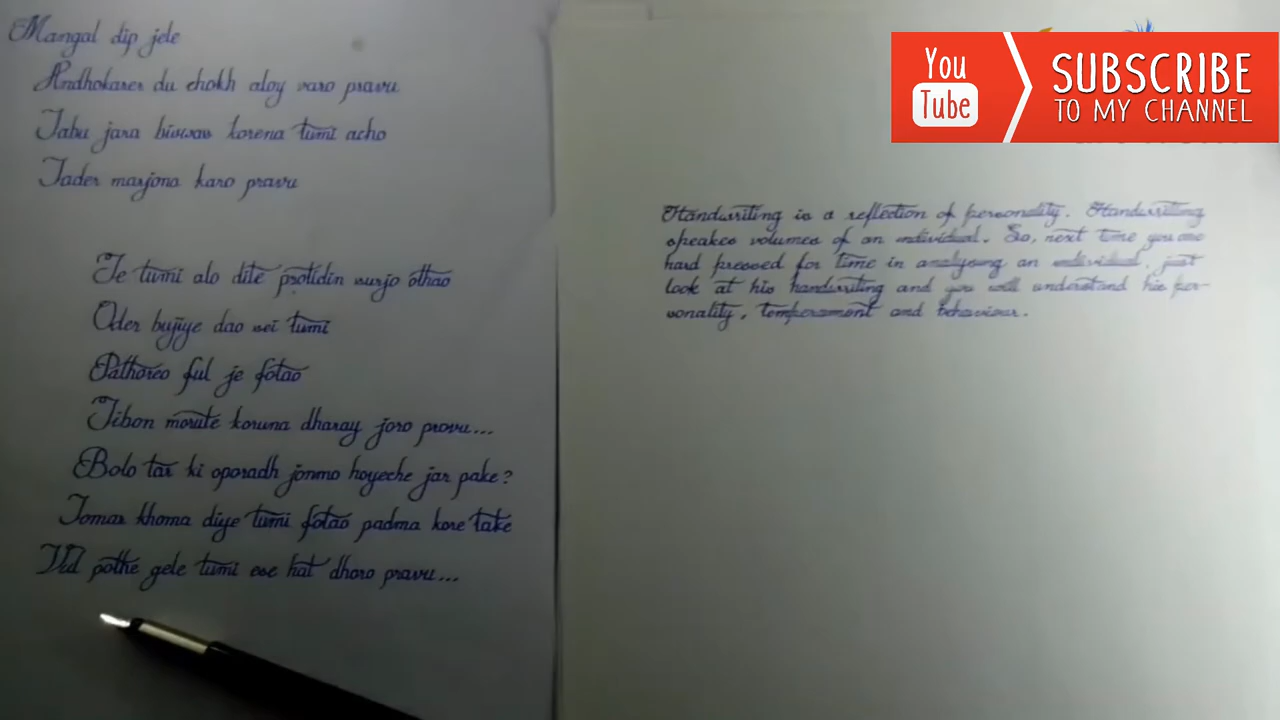 Mangal dip jele
Andhokarer du chokh aloy varo pravu
Tabu jara bisswas korena tumi acho
Tader marjona karo pravu
Je tumi alo dite protidin surjo othao
Oder bujiye dao sei tumi
Pathoreo ful je fotao
Jibon morute koruna dharay joro provu...
Bolo tar ki oporadh jonmo hoyeche jar pake?
Tomar khoma diye tumi fotao padma kore take
Vul pothe gele tumi ese hat dhoro pravu...
You
Tube
SUBSCRIBE
TO MY CHANNEL
Handwriting is a reflection of personality. Handwriting
speakes volumes of an individual. So, next time you are
hard pressed for time in analysing an individual, just
look at his handwriting and you will understand his per-
sonality, temperament and behaviour.